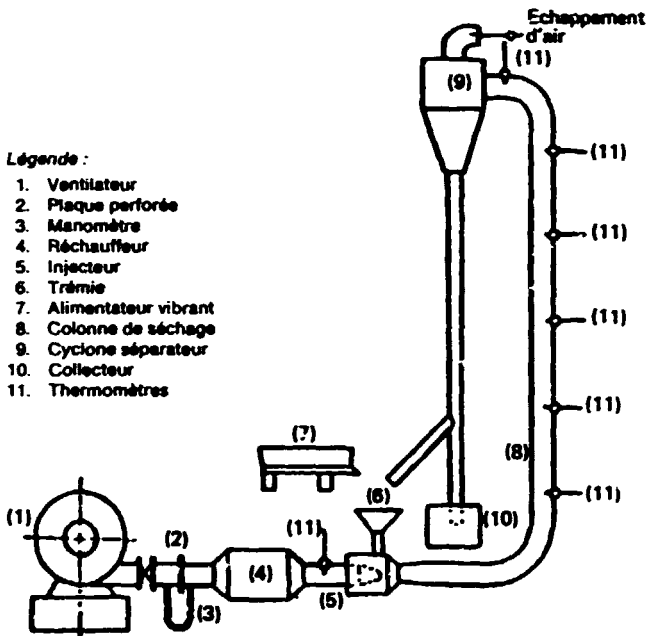 Echappement
d'air
(11)
(9)
Légende :
1. Ventilateur
2. Plaque perforée
3. Manomètre
4. Réchauffeur
5. Injecteur
6. Trémie
7. Alimentateur vibrant
8. Colonne de séchage
9. Cyclone séparateur
10. Collecteur
11. Thermomètres
(11)
(11)
(11)
(11)
(7)
(8)
(6)
(11)
(1)
(10)
(2)
(11)
(4)
(5)
(3)